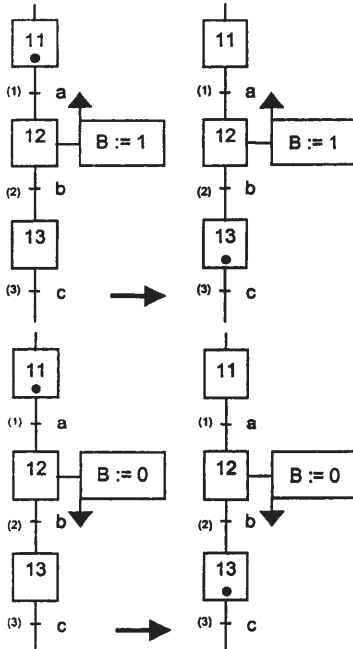 11 11
(1) a (1) a
12 B := 1 12 B := 1
(2) b (2) b
13 13
(3) c (3) c
11 11
(1) a (1) a
12 B := 0 12 B := 0
(2) b (2) b
13 13
(3) c (3) c